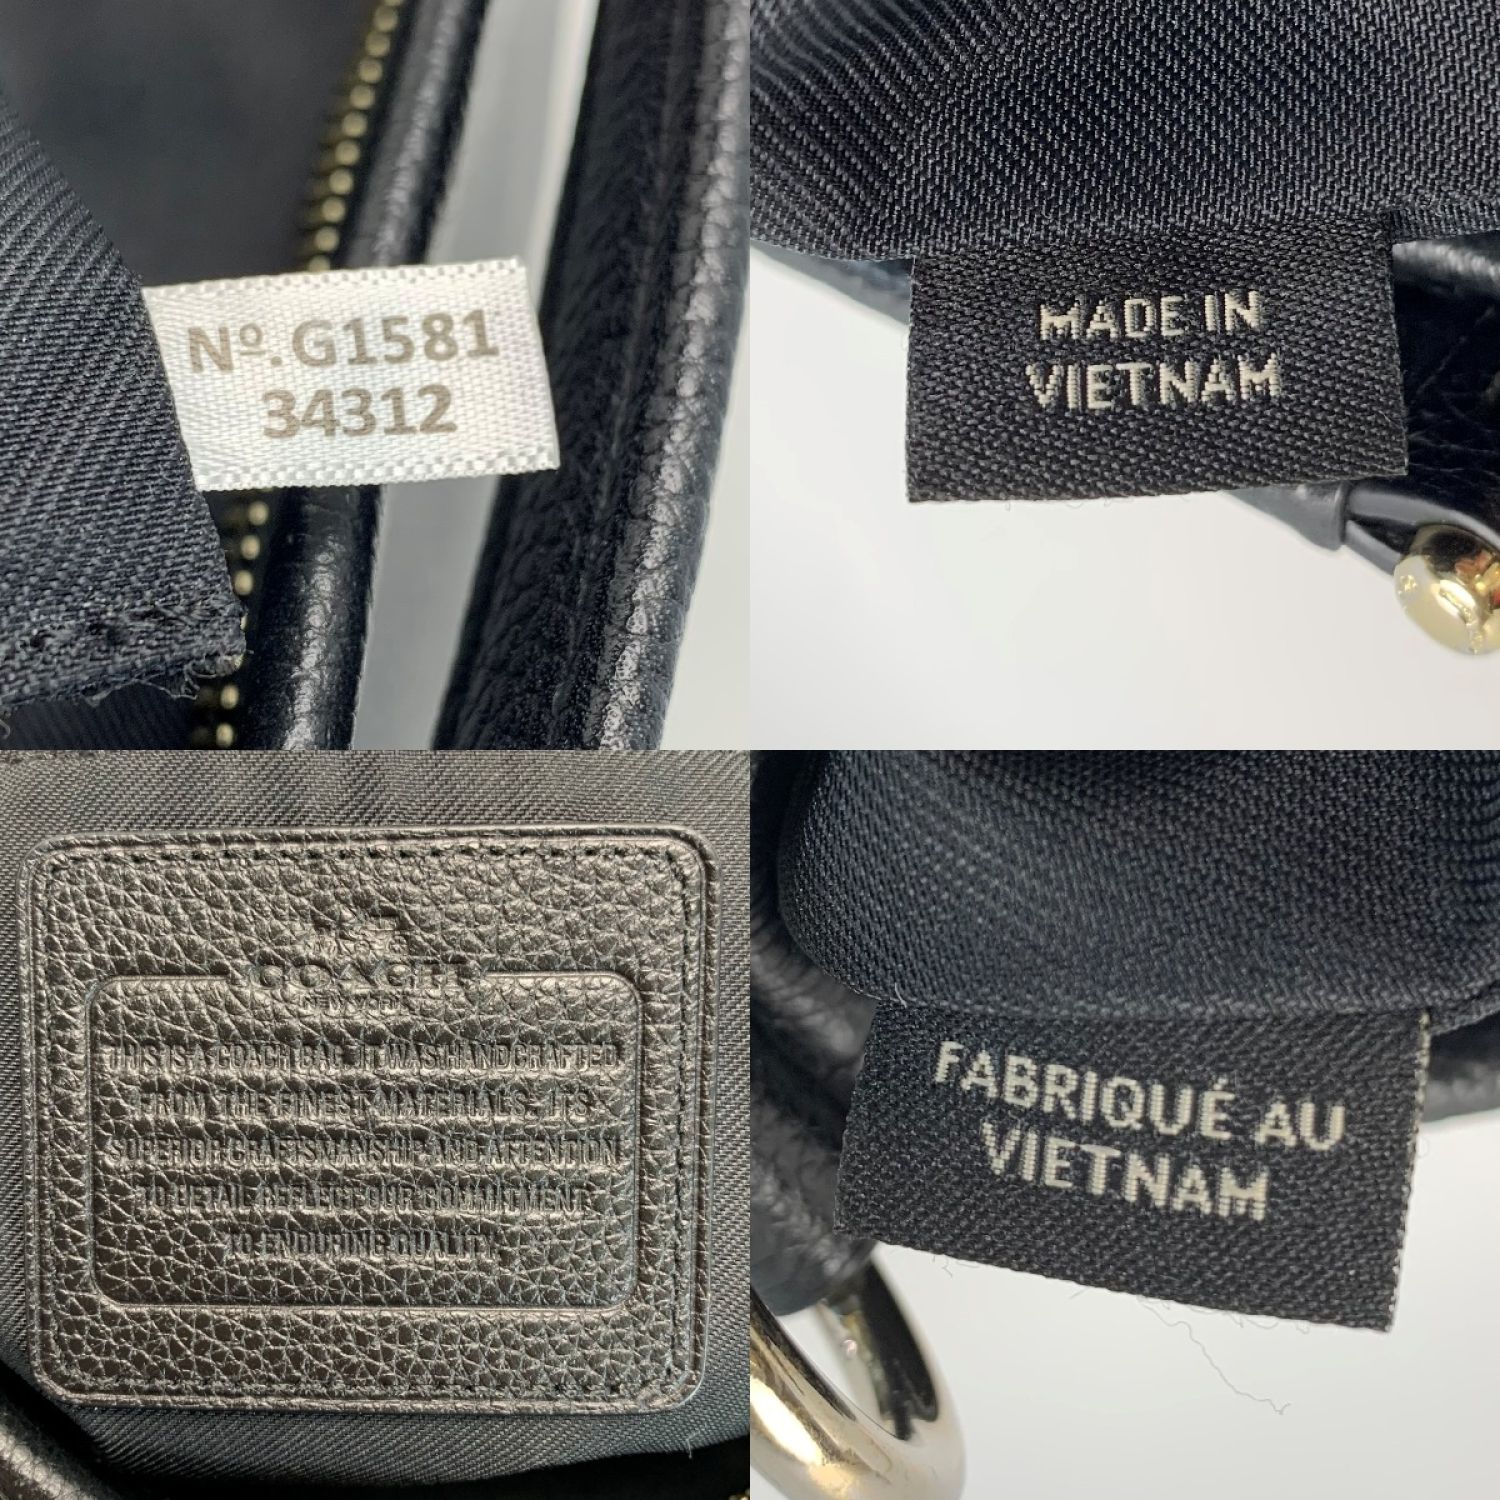 Nº.G1581
34312
MADE IN
VIETNAM
COACH
NEW YORK
THIS IS A COACH BAG. IT WAS HANDCRAFTED
FROM THE FINEST MATERIALS. ITS
SUPERIOR CRAFTSMANSHIP AND ATTENTION
TO DETAIL REFLECT OUR COMMITMENT
TO ENDURING QUALITY.
FABRIQUÉ AU
VIETNAM